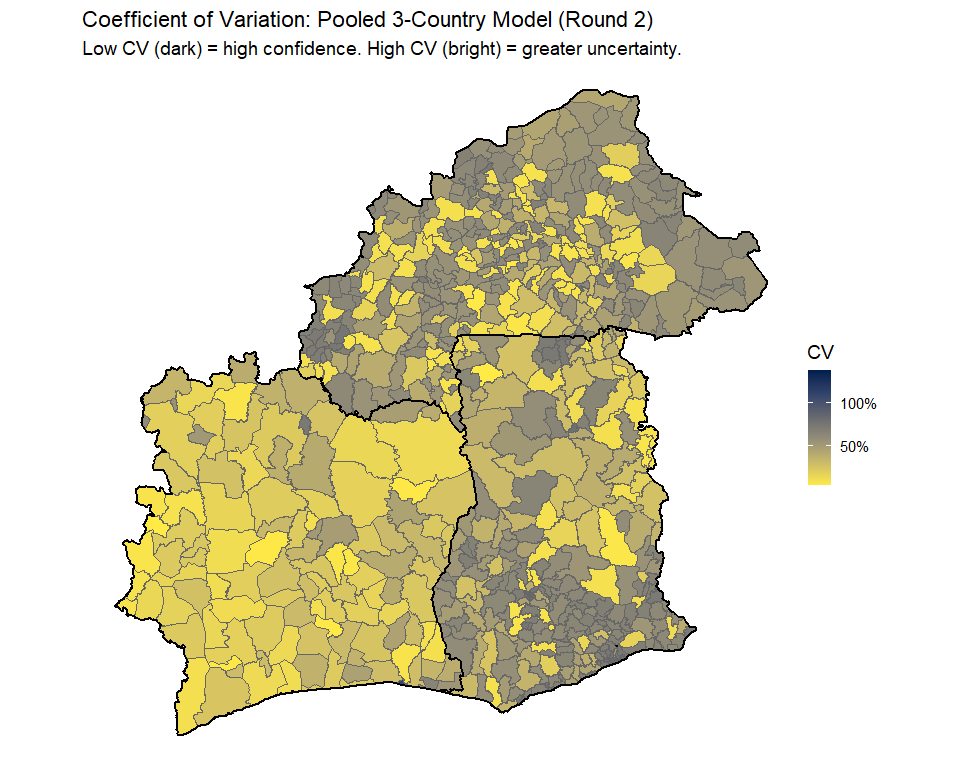 Coefficient of Variation: Pooled 3-Country Model (Round 2)
Low CV (dark) = high confidence. High CV (bright) = greater uncertainty.
CV
100%
50%